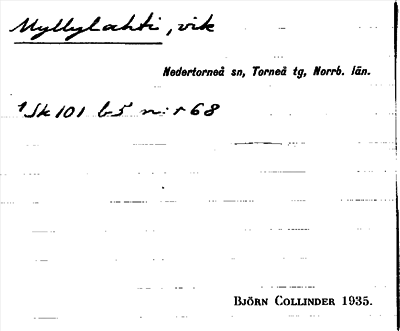 Myllylahti, vik
Nedertorneå sn, Torneå tg, Norrb. län.
1 Sk 101 b5 n:r 68
BJÖRN COLLINDER 1935.